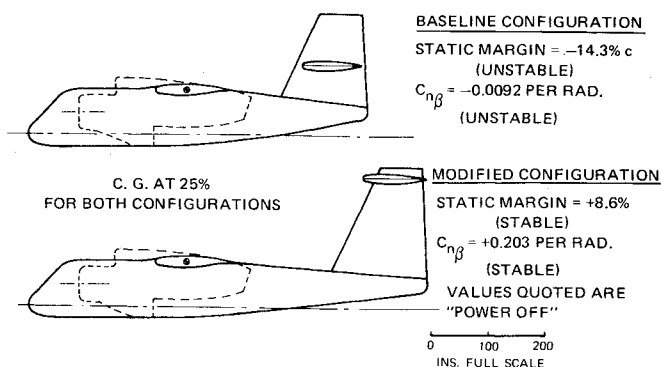 BASELINE CONFIGURATION
STATIC MARGIN = -14.3% c
(UNSTABLE)
Cnβ = -0.0092 PER RAD.
(UNSTABLE)
C. G. AT 25%
FOR BOTH CONFIGURATIONS
MODIFIED CONFIGURATION
STATIC MARGIN = +8.6%
(STABLE)
Cnβ = +0.203 PER RAD.
(STABLE)
VALUES QUOTED ARE
"POWER OFF"
0 100 200
INS. FULL SCALE